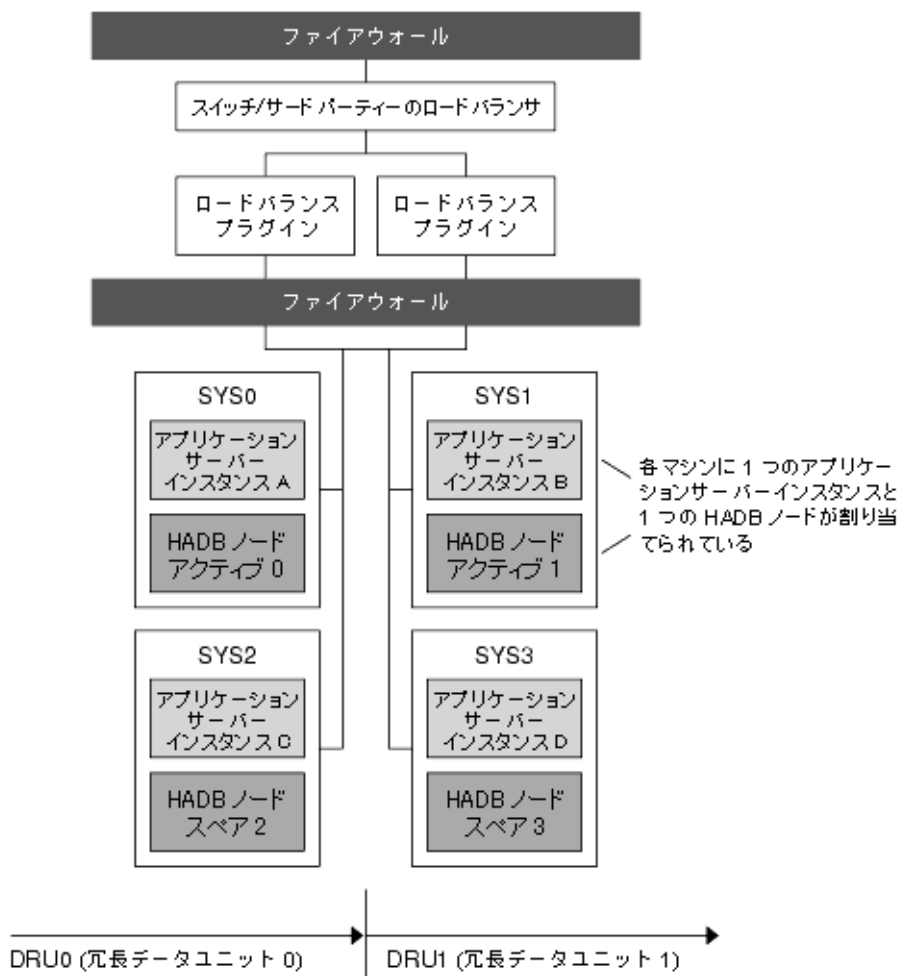 ファイアウォール
スイッチ/サードパーティーのロードバランサ
ロードバランス
プラグイン
ロードバランス
プラグイン
ファイアウォール
SYS0
アプリケーション
サーバー
インスタンス A
HADB ノード
アクティブ 0
SYS1
アプリケーション
サーバー
インスタンス B
HADB ノード
アクティブ 1
各マシンに 1 つのアプリケー
ションサーバーインスタンスと
1 つの HADB ノードが割り当
てられている
SYS2
アプリケーション
サーバー
インスタンス C
HADB ノード
スペア 2
SYS3
アプリケーション
サーバー
インスタンス D
HADB ノード
スペア 3
DRU0 (冗長データユニット 0)
DRU1 (冗長データユニット 1)